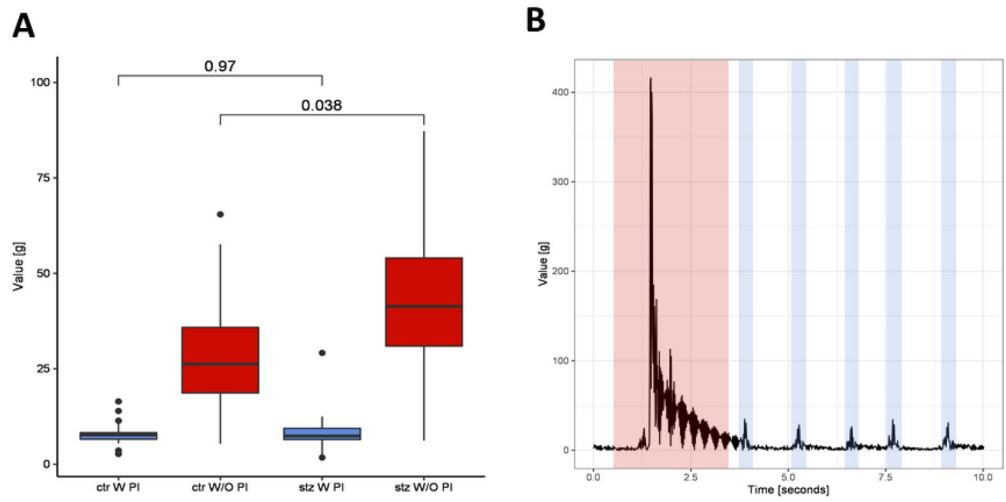 A
B
0.97
0.038
100
75
50
25
0
Value [g]
ctr W PI
ctr W/O PI
stz W PI
stz W/O PI
400
300
200
100
0
Value [g]
0.0
2.5
5.0
7.5
10.0
Time [seconds]